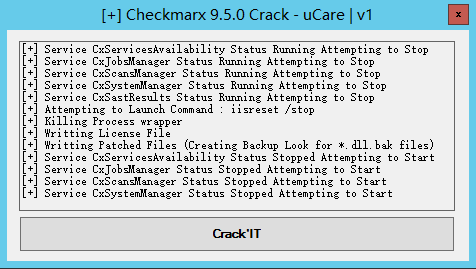 [+] Checkmarx 9.5.0 Crack - uCare | v1
x
[+] Service CxServicesAvailability Status Running Attempting to Stop
[+] Service CxJobsManager Status Running Attempting to Stop
[+] Service CxScansManager Status Running Attempting to Stop
[+] Service CxSystemManager Status Running Attempting to Stop
[+] Service CxSastResults Status Running Attempting to Stop
[+] Attempting to Launch Command : iisreset /stop
[+] Killing Process wrapper
[+] Writting License File
[+] Writting Patched Files (Creating Backup Look for *.dll.bak files)
[+] Service CxServicesAvailability Status Stopped Attempting to Start
[+] Service CxJobsManager Status Stopped Attempting to Start
[+] Service CxScansManager Status Stopped Attempting to Start
[+] Service CxSystemManager Status Stopped Attempting to Start
Crack'IT